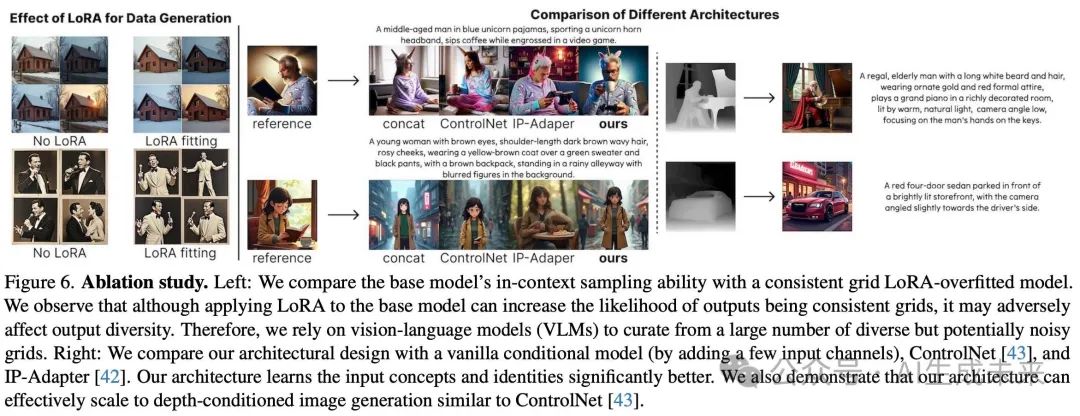 Effect of LoRA for Data Generation
No LoRA
LoRA fitting
No LoRA
LoRA fitting
Comparison of Different Architectures
A middle-aged man in blue unicorn pajamas, sporting a unicorn horn
headband, sips coffee while engrossed in a video game.
reference
concat
ControlNet
IP-Adaper
ours
A young woman with brown eyes, shoulder-length dark brown wavy hair,
rosy cheeks, wearing a yellow-brown coat over a green sweater and
black pants, with a brown backpack, standing in a rainy alleyway with
blurred figures in the background.
reference
concat
ControlNet
IP-Adaper
ours
A regal, elderly man with a long white beard and hair,
wearing ornate gold and red formal attire,
plays a grand piano in a richly decorated room,
lit by warm, natural light, camera angle low,
focusing on the man's hands on the keys.
A red four-door sedan parked in front of
a brightly lit storefront, with the camera
angled slightly towards the driver's side.
Figure 6. Ablation study. Left: We compare the base model's in-context sampling ability with a consistent grid LoRA-overfitted model.
We observe that although applying LoRA to the base model can increase the likelihood of outputs being consistent grids, it may adversely
affect output diversity. Therefore, we rely on vision-language models (VLMs) to curate from a large number of diverse but potentially noisy
grids. Right: We compare our architectural design with a vanilla conditional model (by adding a few input channels), ControlNet [43], and
IP-Adapter [42]. Our architecture learns the input concepts and identities significantly better. We also demonstrate that our architecture can
effectively scale to depth-conditioned image generation similar to ControlNet [43].
公众号 · AI生成未来